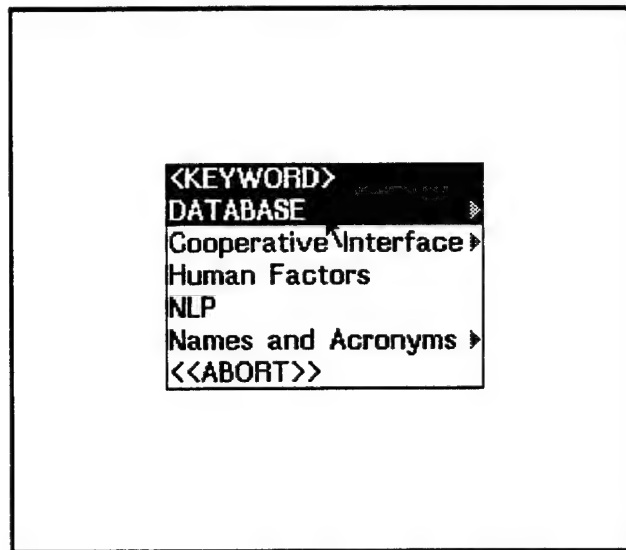 <KEYWORD>
DATABASE
Cooperative Interface
Human Factors
NLP
Names and Acronyms
<<ABORT>>